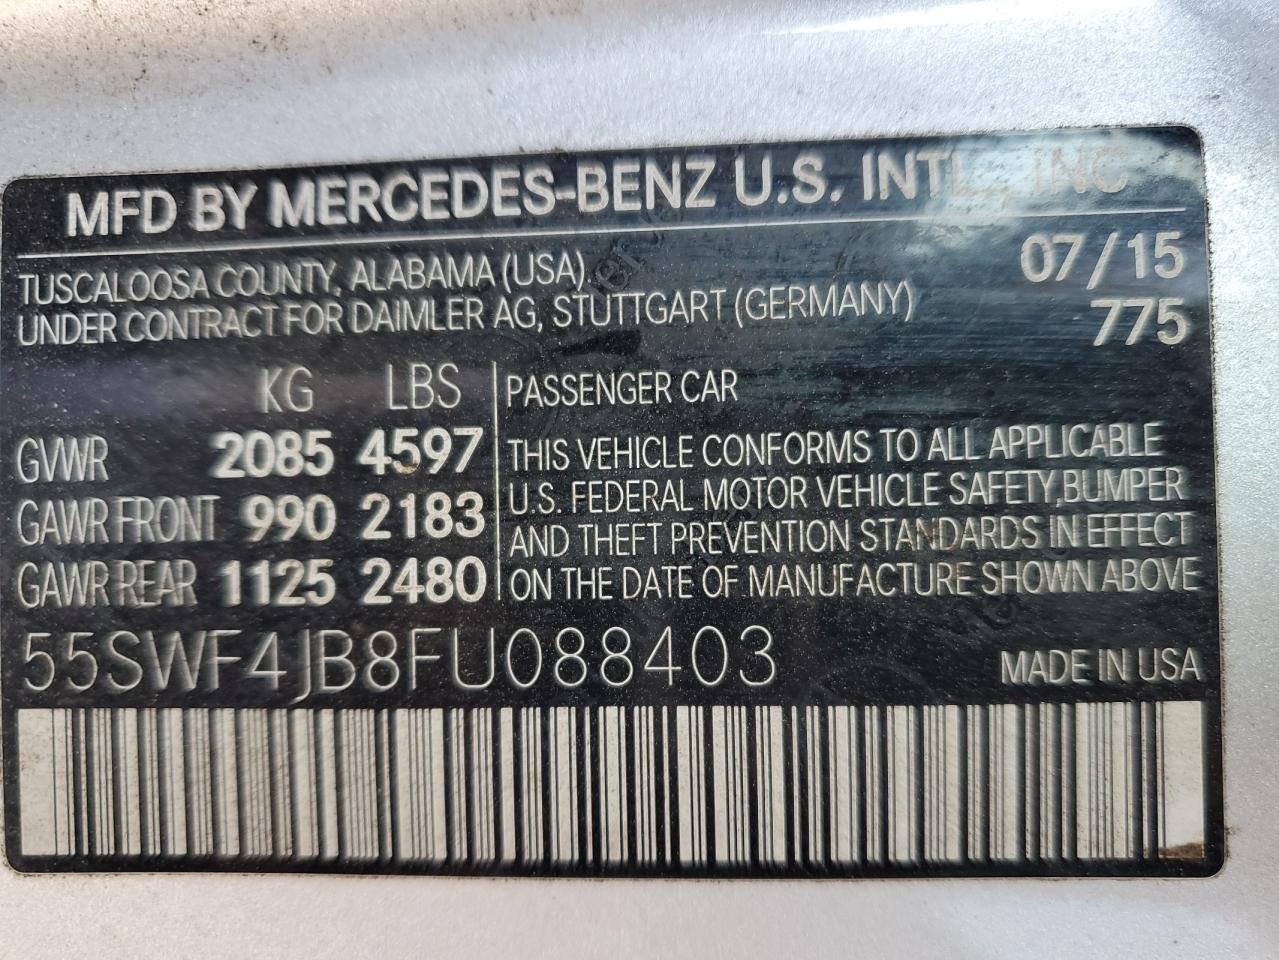 MFD BY MERCEDES-BENZ U.S. INTL., INC
TUSCALOOSA COUNTY, ALABAMA (USA) 07/15
UNDER CONTRACT FOR DAIMLER AG, STUTTGART (GERMANY) 775
KG LBS
GVWR 2085 4597
GAWR FRONT 990 2183
GAWR REAR 1125 2480
PASSENGER CAR
THIS VEHICLE CONFORMS TO ALL APPLICABLE
U.S. FEDERAL MOTOR VEHICLE SAFETY, BUMPER
AND THEFT PREVENTION STANDARDS IN EFFECT
ON THE DATE OF MANUFACTURE SHOWN ABOVE
55SWF4JB8FU088403 MADE IN USA